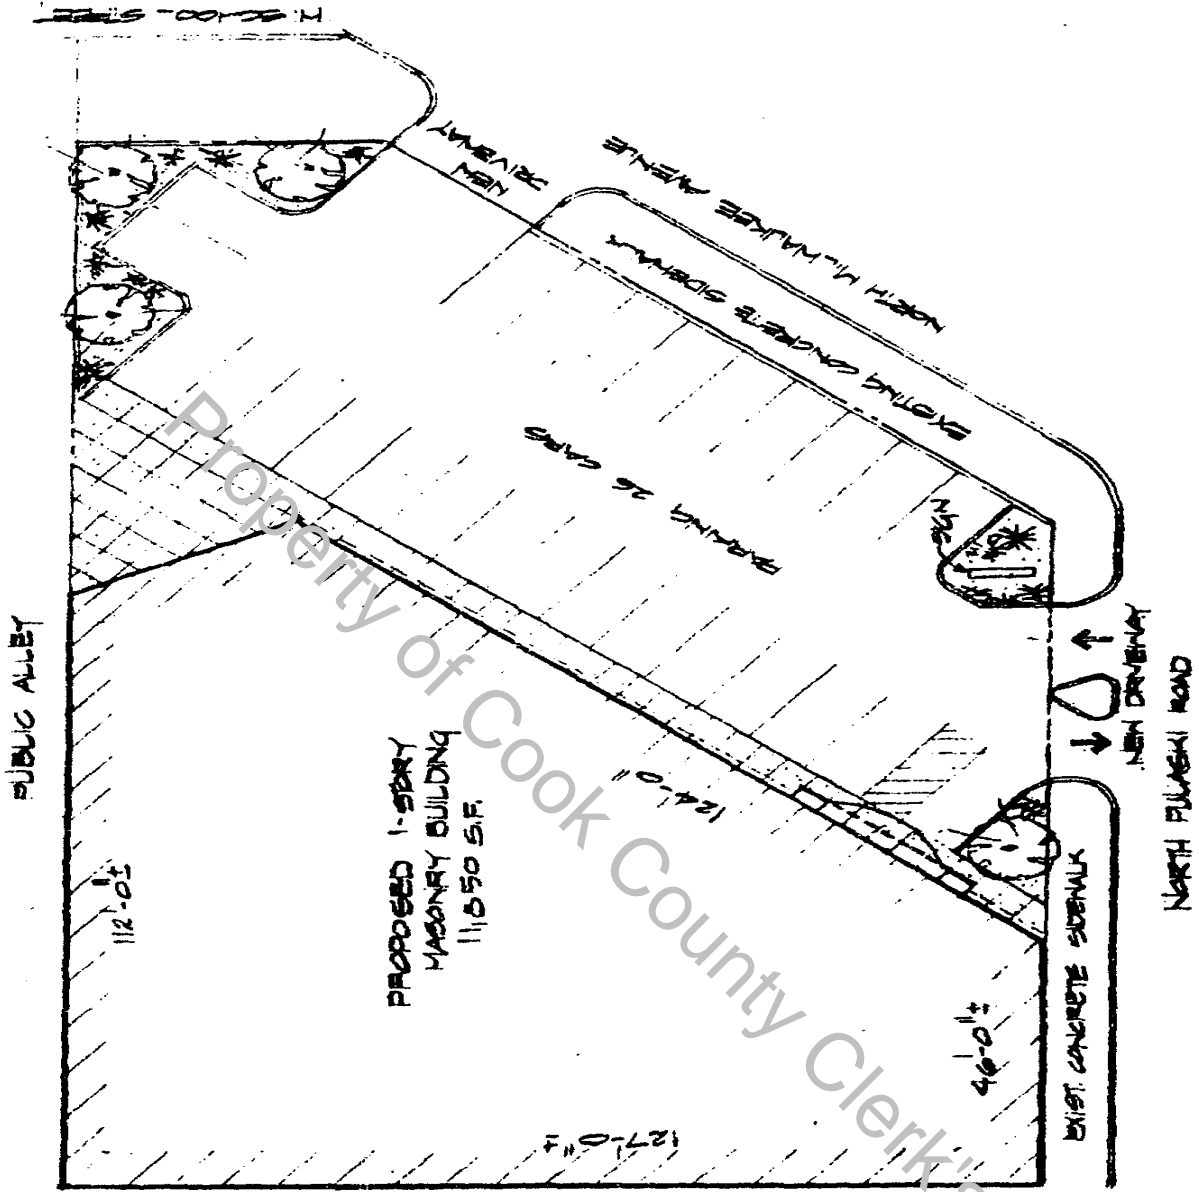 NORTH MILWAUKEE AVENUE
NEW
DRIVEWAY
EXISTING CONCRETE SIDEWALK
PARKING 26 CARS
SIGN
PUBLIC ALLEY
112'-0"±
PROPOSED 1-STORY
MASONRY BUILDING
11,850 S.F.
124'-0"
127'-0"±
46'-0"±
NEW DRIVEWAY
EXIST. CONCRETE SIDEWALK
NORTH PULASKI ROAD
Property of Cook County Clerk's